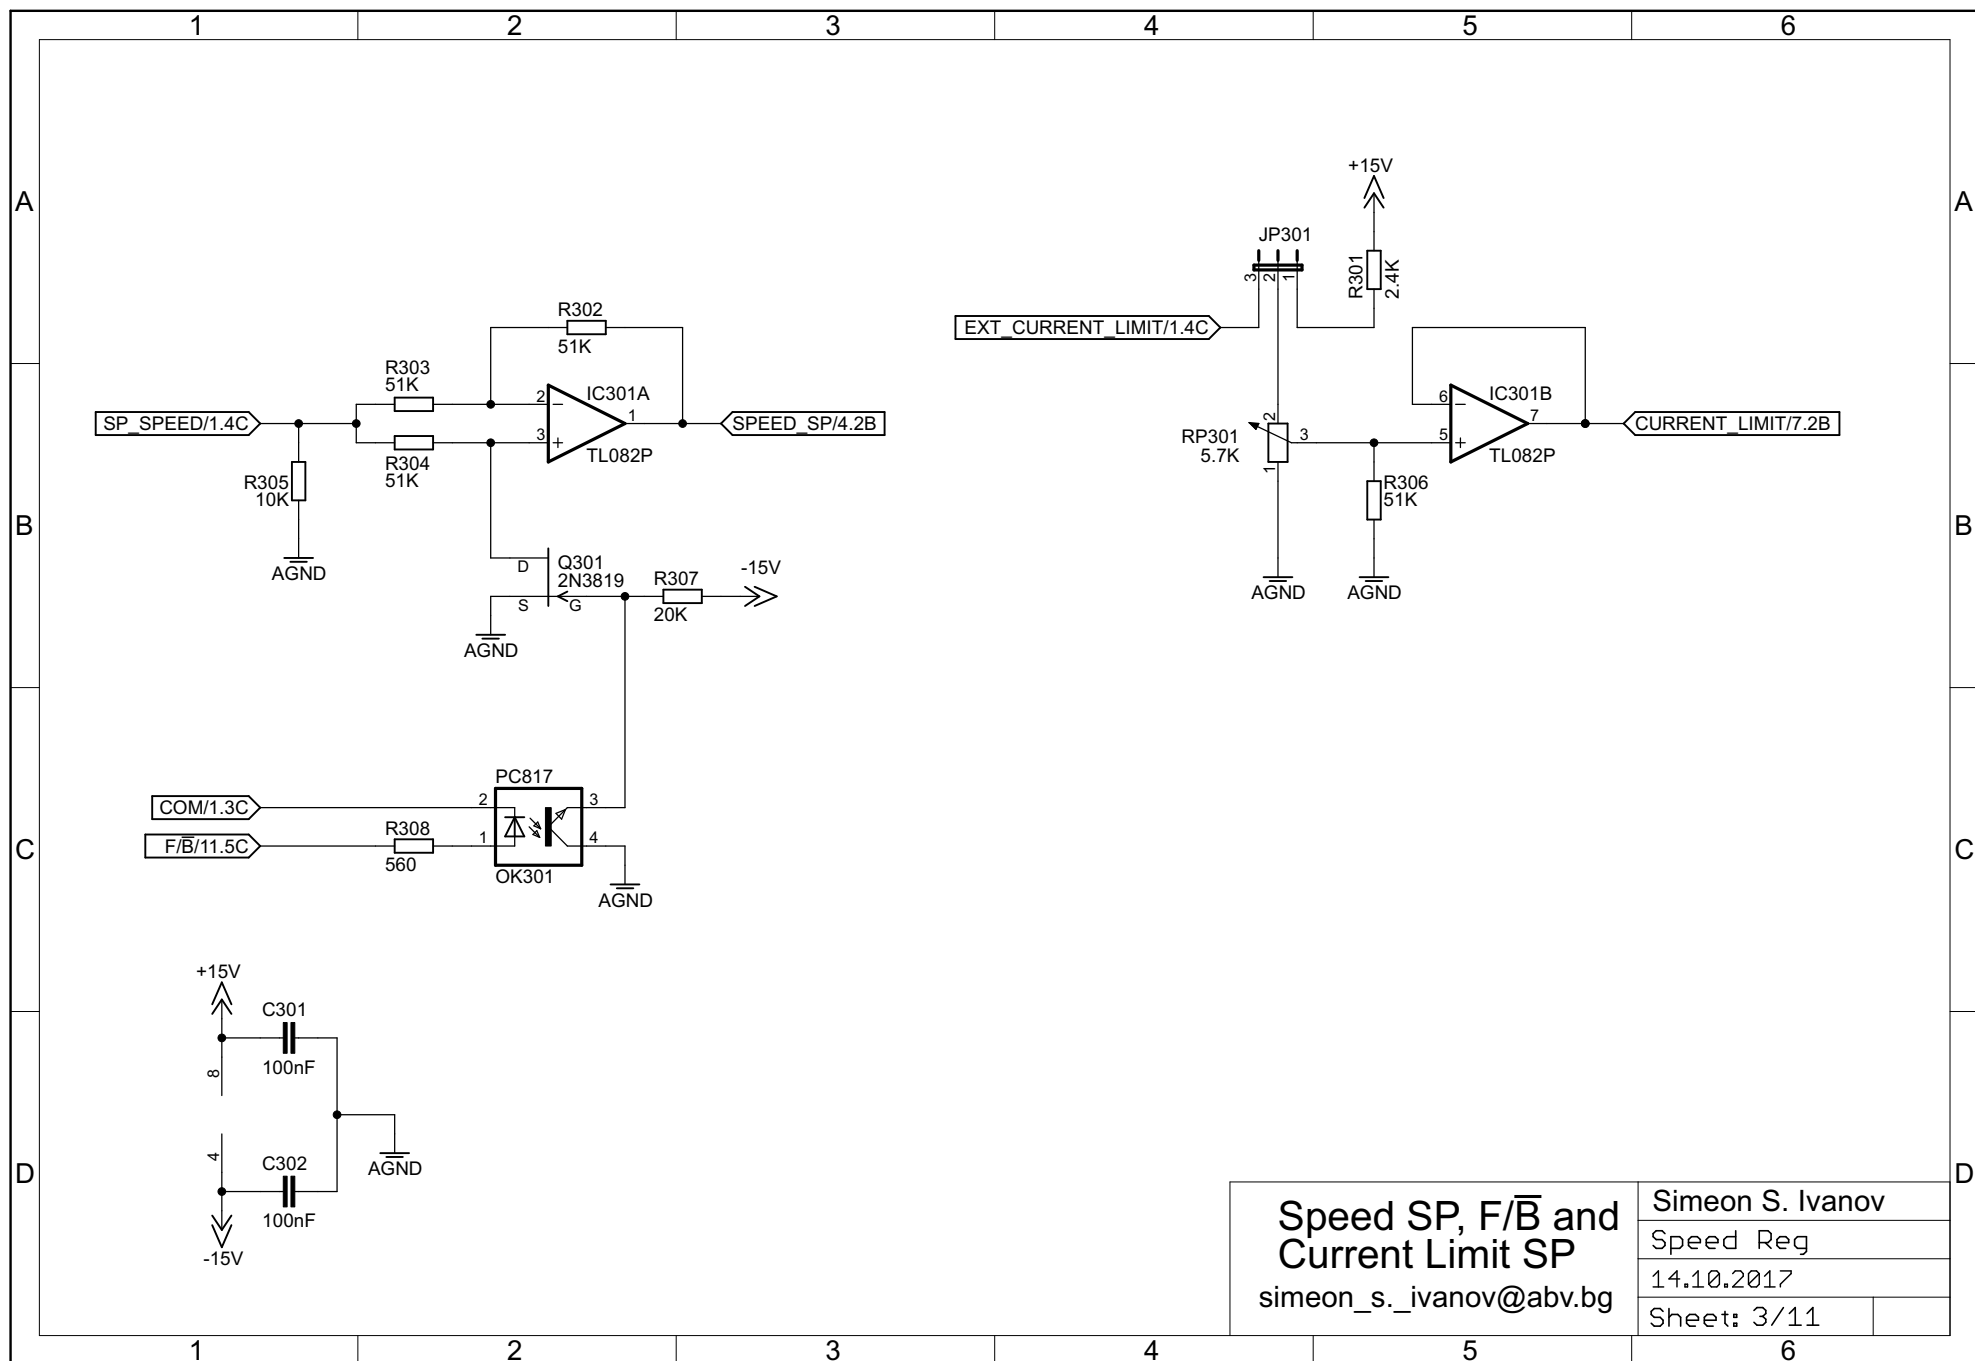 1 2 3 4 5 6
A A
B B
C C
D D
R302
51K
R303
51K
IC301A
2
3
1
TL082P
SP_SPEED/1.4C
SPEED_SP/4.2B
R304
51K
R305
10K
AGND
D
S
G
Q301
2N3819
R307
20K
-15V
AGND
PC817
COM/1.3C
2
3
F/B̅/11.5C
R308
560
1
4
OK301
AGND
+15V
C301
100nF
8
4
C302
100nF
AGND
-15V
+15V
JP301
3
2
1
R301
2.4K
EXT_CURRENT_LIMIT/1.4C
RP301
5.7K
2
3
1
IC301B
6
5
7
TL082P
CURRENT_LIMIT/7.2B
R306
51K
AGND
AGND
Speed SP, F/B̅ and
Current Limit SP
simeon_s._ivanov@abv.bg
Simeon S. Ivanov
Speed Reg
14.10.2017
Sheet: 3/11
1 2 3 4 5 6